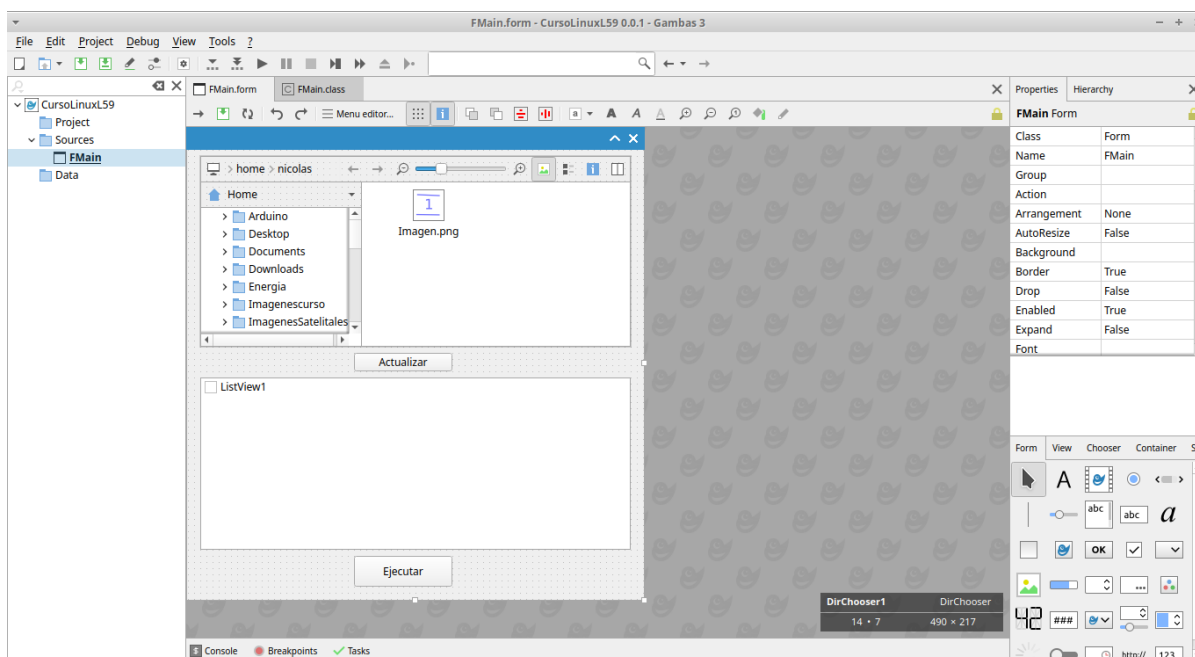 FMain.form - CursoLinuxL59 0.0.1 - Gambas 3
File Edit Project Debug View Tools ?
CursoLinuxL59
Project
Sources
FMain
Data
FMain.form
FMain.class
Menu editor...
home nicolas
Home
Arduino
Desktop
Documents
Downloads
Energia
Imagenescurso
ImagenesSatelitales
1
Imagen.png
Actualizar
ListView1
Ejecutar
DirChooser1 DirChooser
14 • 7 490 × 217
Console Breakpoints Tasks
Properties Hierarchy
FMain Form
Class Form
Name FMain
Group
Action
Arrangement None
AutoResize False
Background
Border True
Drop False
Enabled True
Expand False
Font
Form View Chooser Container S
A
abc abc a
OK
...
42 ###
http:// 123